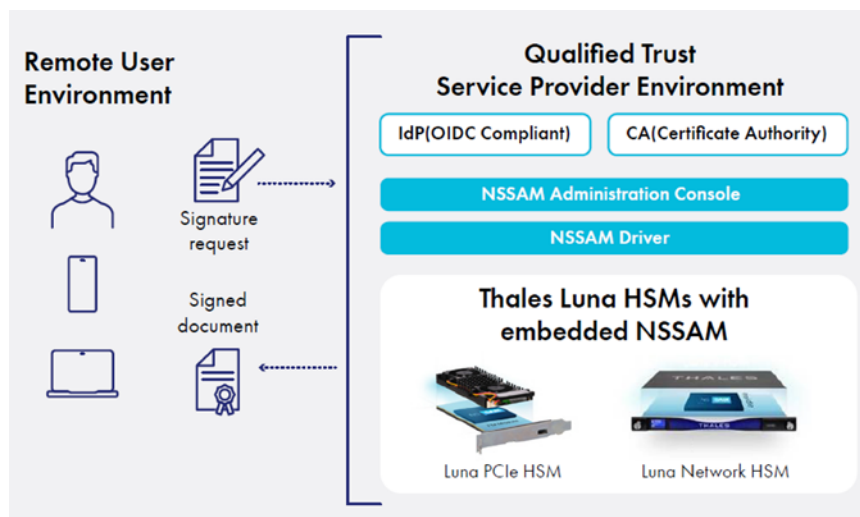 Remote User
Environment
Signature
request
Signed
document
Qualified Trust
Service Provider Environment
IdP(OIDC Compliant)
CA(Certificate Authority)
NSSAM Administration Console
NSSAM Driver
Thales Luna HSMs with
embedded NSSAM
THALES
THALES
Luna PCIe HSM
Luna Network HSM